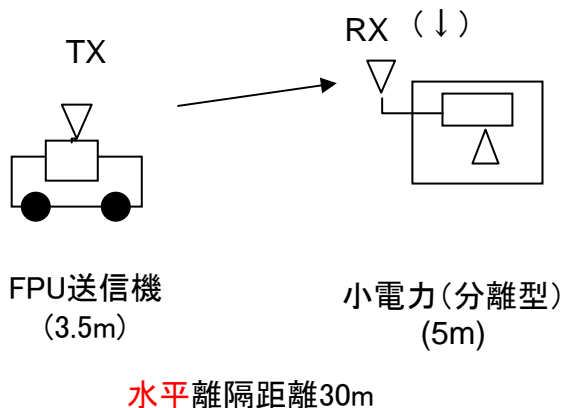 TX
RX (↓)
FPU送信機
(3.5m)
小電力(分離型)
(5m)
水平離隔距離30m